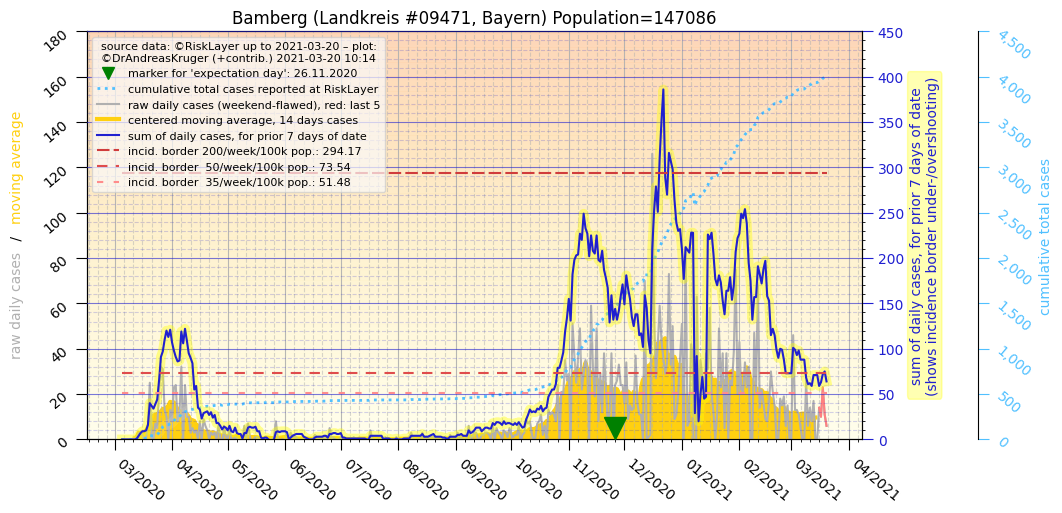 Bamberg (Landkreis #09471, Bayern) Population=147086
source data: ©RiskLayer up to 2021-03-20 – plot:
©DrAndreasKruger (+contrib.) 2021-03-20 10:14
marker for 'expectation day': 26.11.2020
cumulative total cases reported at RiskLayer
raw daily cases (weekend-flawed), red: last 5
centered moving average, 14 days cases
sum of daily cases, for prior 7 days of date
incid. border 200/week/100k pop.: 294.17
incid. border  50/week/100k pop.: 73.54
incid. border  35/week/100k pop.: 51.48
raw daily cases  /  moving average
180
160
140
120
100
80
60
40
20
0
03/2020
04/2020
05/2020
06/2020
07/2020
08/2020
09/2020
10/2020
11/2020
12/2020
01/2021
02/2021
03/2021
04/2021
450
400
350
300
250
200
150
100
50
0
sum of daily cases, for prior 7 days of date
(shows incidence border under-/overshooting)
4,500
4,000
3,500
3,000
2,500
2,000
1,500
1,000
500
0
cumulative total cases